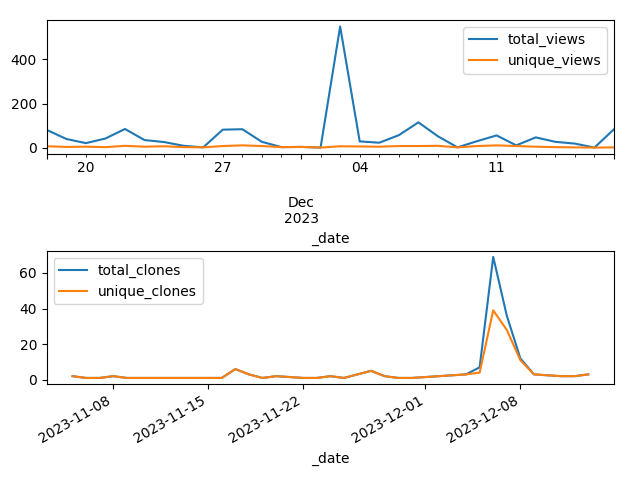 total_views
unique_views
400
200
0
20
27
04
11
Dec
2023
_date
total_clones
unique_clones
60
40
20
0
2023-11-08
2023-11-15
2023-11-22
2023-12-01
2023-12-08
_date